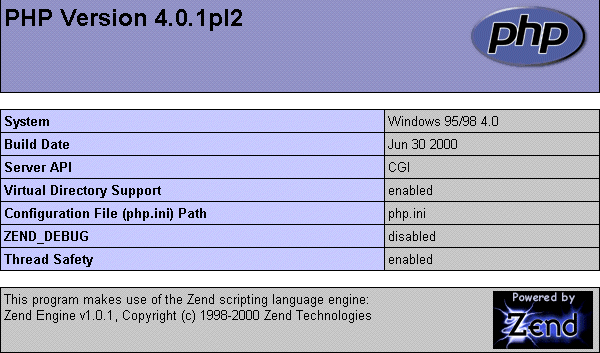 PHP Version 4.0.1pl2
php
System Windows 95/98 4.0
Build Date Jun 30 2000
Server API CGI
Virtual Directory Support enabled
Configuration File (php.ini) Path php.ini
ZEND_DEBUG disabled
Thread Safety enabled
This program makes use of the Zend scripting language engine:
Zend Engine v1.0.1, Copyright (c) 1998-2000 Zend Technologies
Powered by
Zend